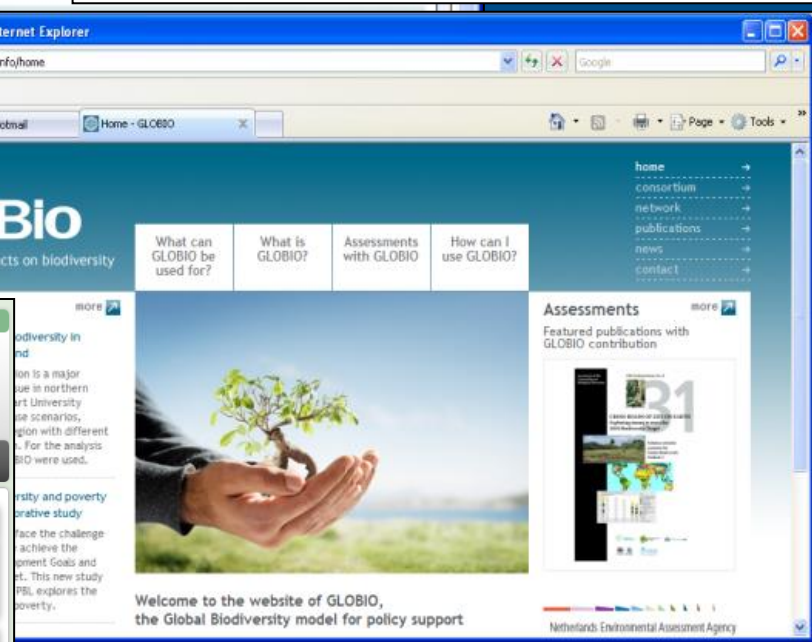 ternet Explorer
nfo/home
Google
otmail
Home - GLOBIO
Page
Tools
home
consortium
network
publications
news
contact
Bio
cts on biodiversity
What can
GLOBIO be
used for?
What is
GLOBIO?
Assessments
with GLOBIO
How can I
use GLOBIO?
more
odiversity in
nd
ion is a major
sue in northern
art University
use scenarios,
egion with different
. For the analysis
BIO were used.
rsity and poverty
orative study
face the challenge
achieve the
opment Goals and
et. This new study
PBL, explores the
poverty.
Welcome to the website of GLOBIO,
the Global Biodiversity model for policy support
Assessments
more
Featured publications with
GLOBIO contribution
31
Netherlands Environmental Assessment Agency